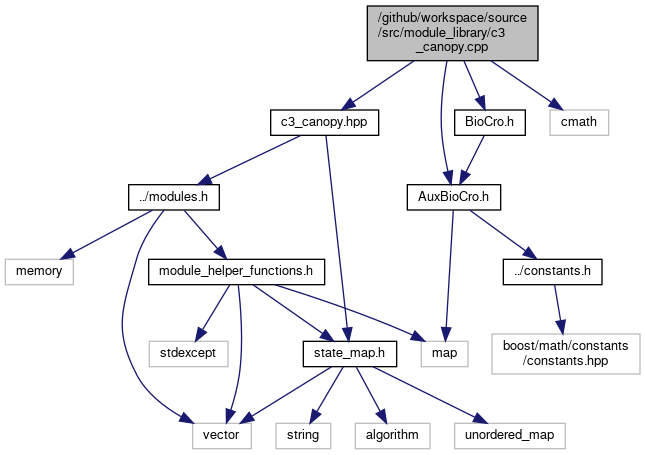 /github/workspace/source
/src/module_library/c3
_canopy.cpp
c3_canopy.hpp
BioCro.h
cmath
../modules.h
AuxBioCro.h
memory
module_helper_functions.h
../constants.h
stdexcept
state_map.h
map
boost/math/constants
/constants.hpp
vector
string
algorithm
unordered_map